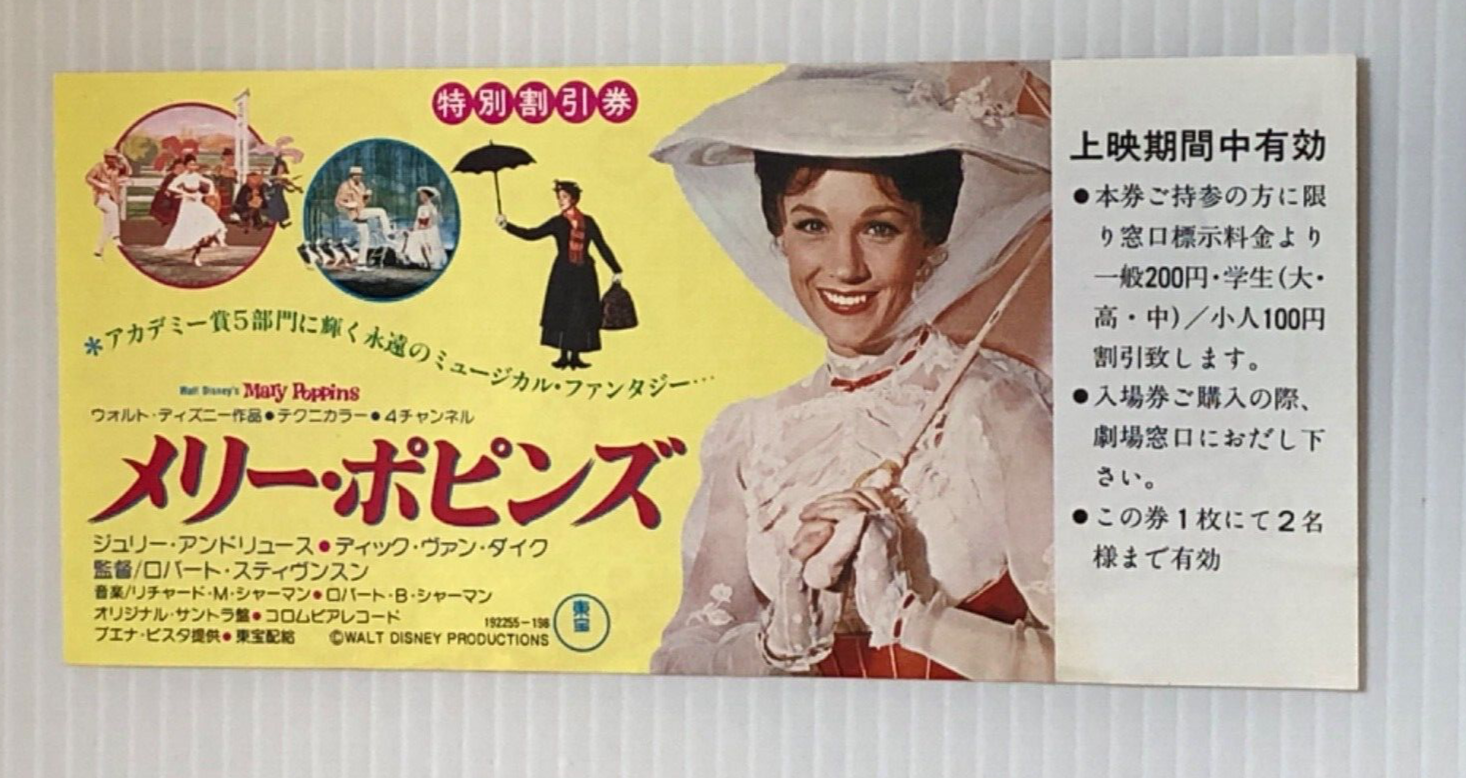 特別割引券
*アカデミー賞5部門に輝く永遠のミュージカル・ファンタジー…
Walt Disney's Mary Poppins
ウォルト・ディズニー作品●テクニカラー●4チャンネル
メリー・ポピンズ
ジュリー・アンドリュース●ディック・ヴァン・ダイク
監督/ロバート・スティヴンスン
音楽/リチャード・M・シャーマン●ロバート・B・シャーマン
オリジナル・サントラ盤●コロムビアレコード
ブエナ・ビスタ提供●東宝配給 ©WALT DISNEY PRODUCTIONS
192255-198
東宝
上映期間中有効
●本券ご持参の方に限
り窓口標示料金より
一般200円・学生(大・
高・中)／小人100円
割引致します。
●入場券ご購入の際、
劇場窓口におだし下
さい。
●この券1枚にて2名
様まで有効